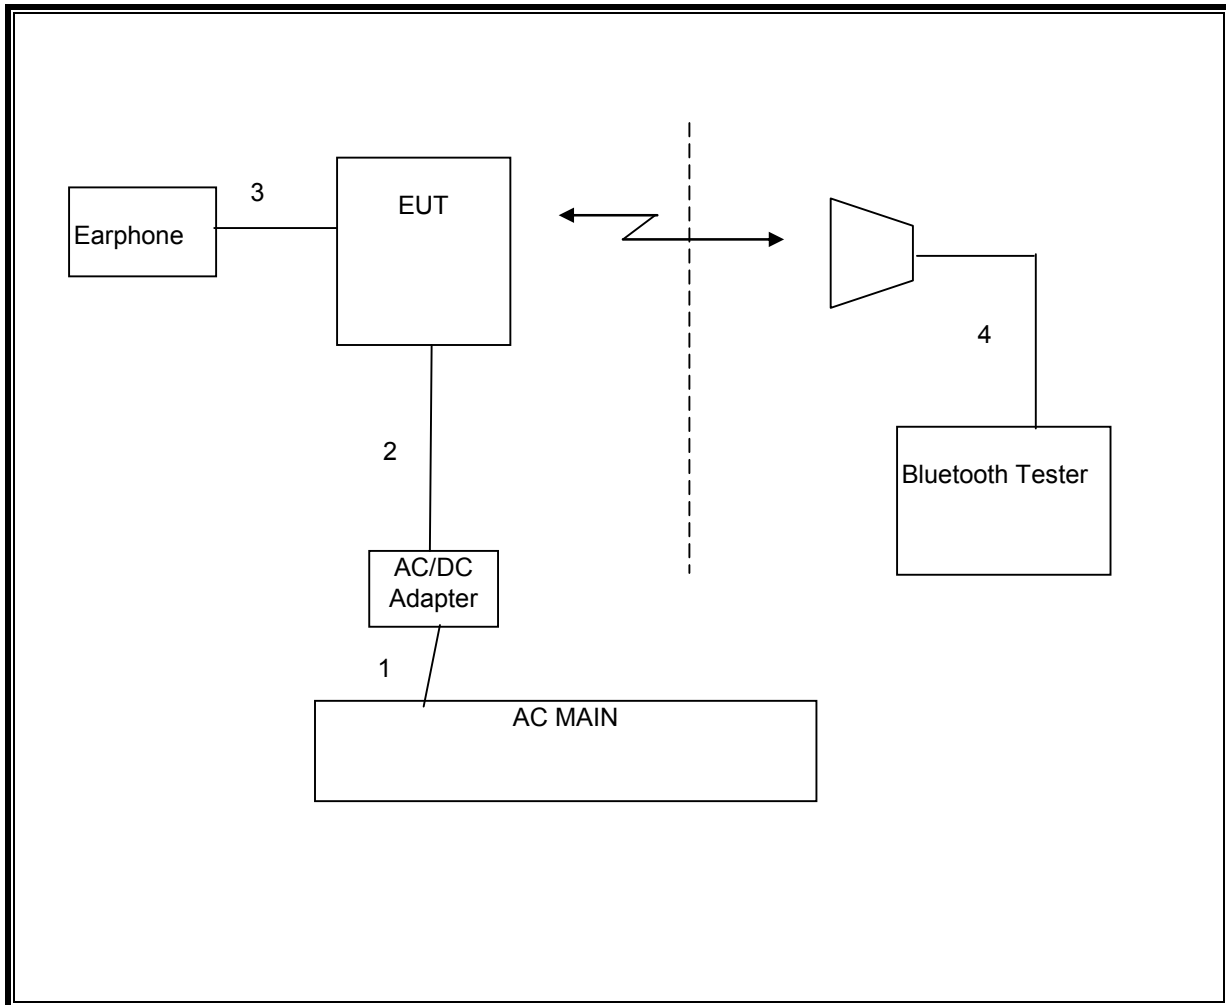 3
EUT
Earphone
4
2
Bluetooth Tester
AC/DC
Adapter
1
AC MAIN